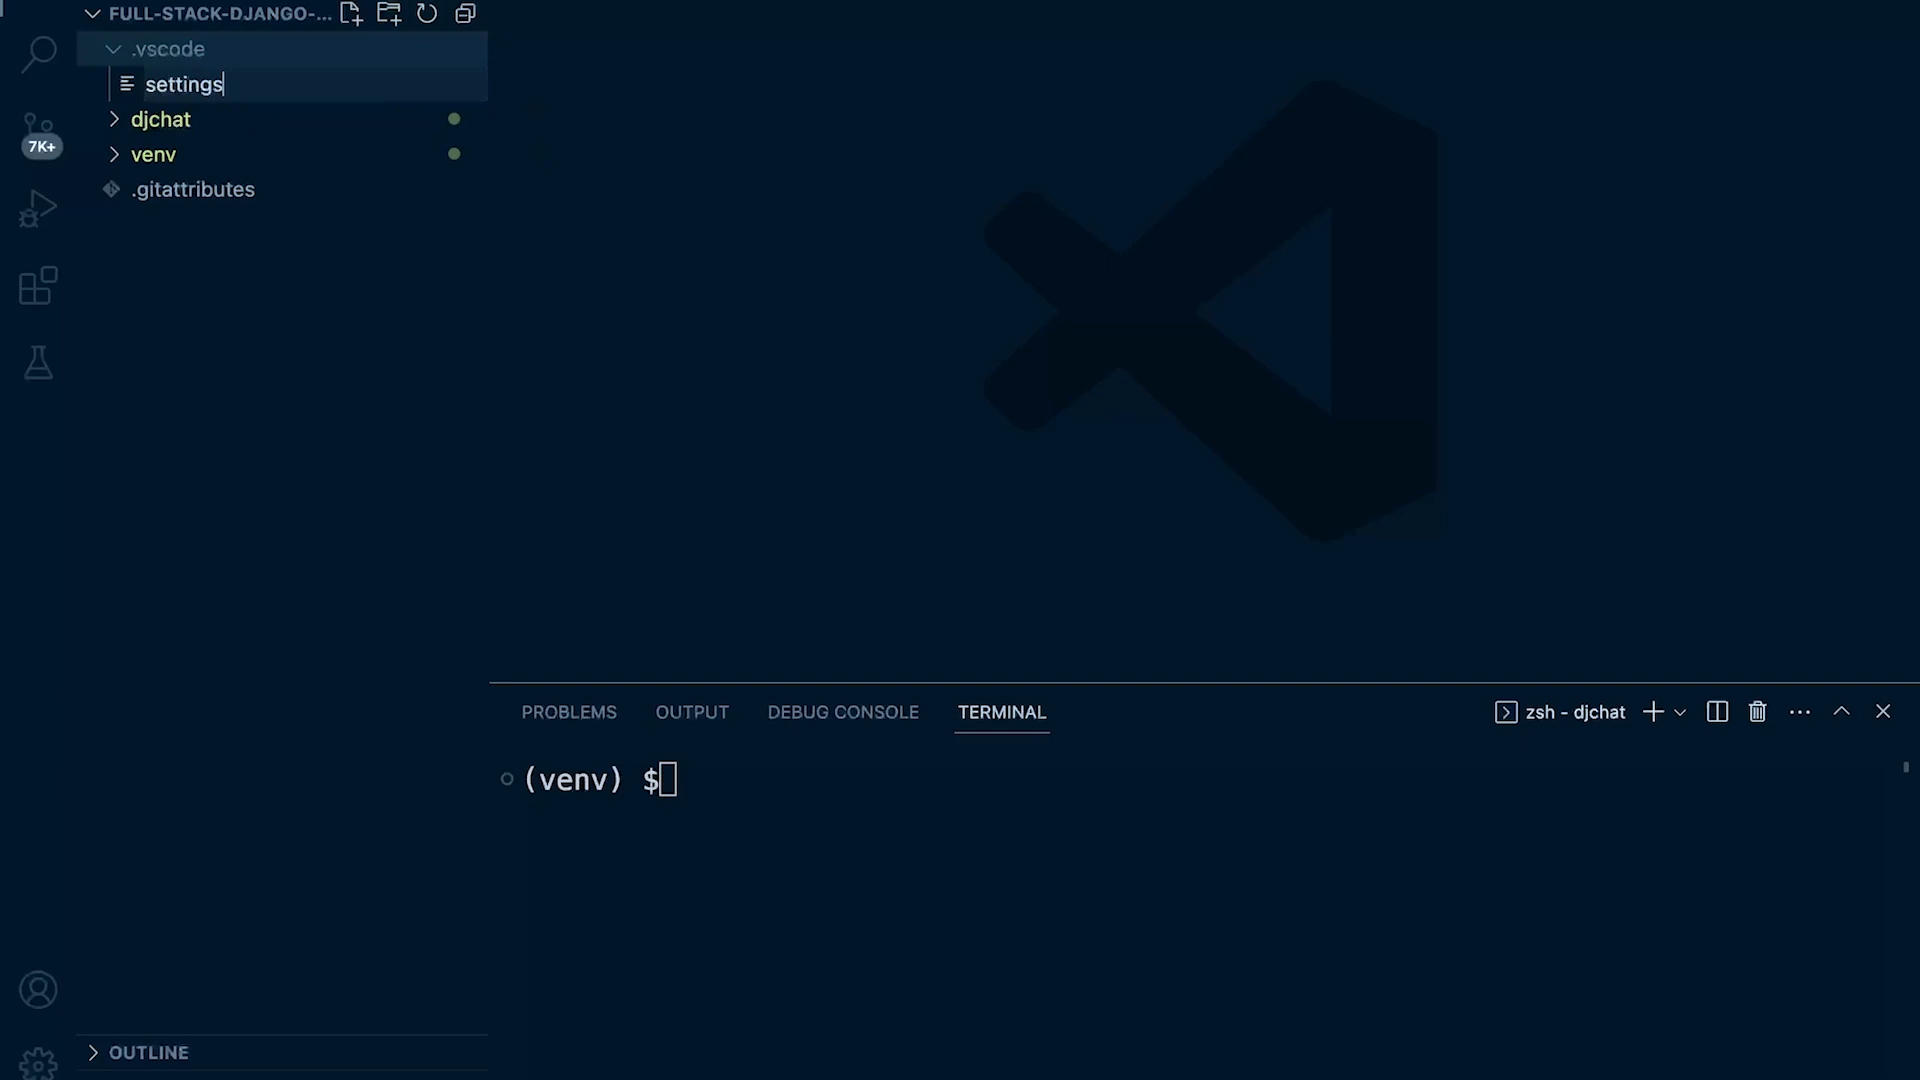 FULL-STACK-DJANGO-...
.vscode
settings
djchat
venv
.gitattributes
7K+
PROBLEMS
OUTPUT
DEBUG CONSOLE
TERMINAL
zsh - djchat
(venv) $
OUTLINE